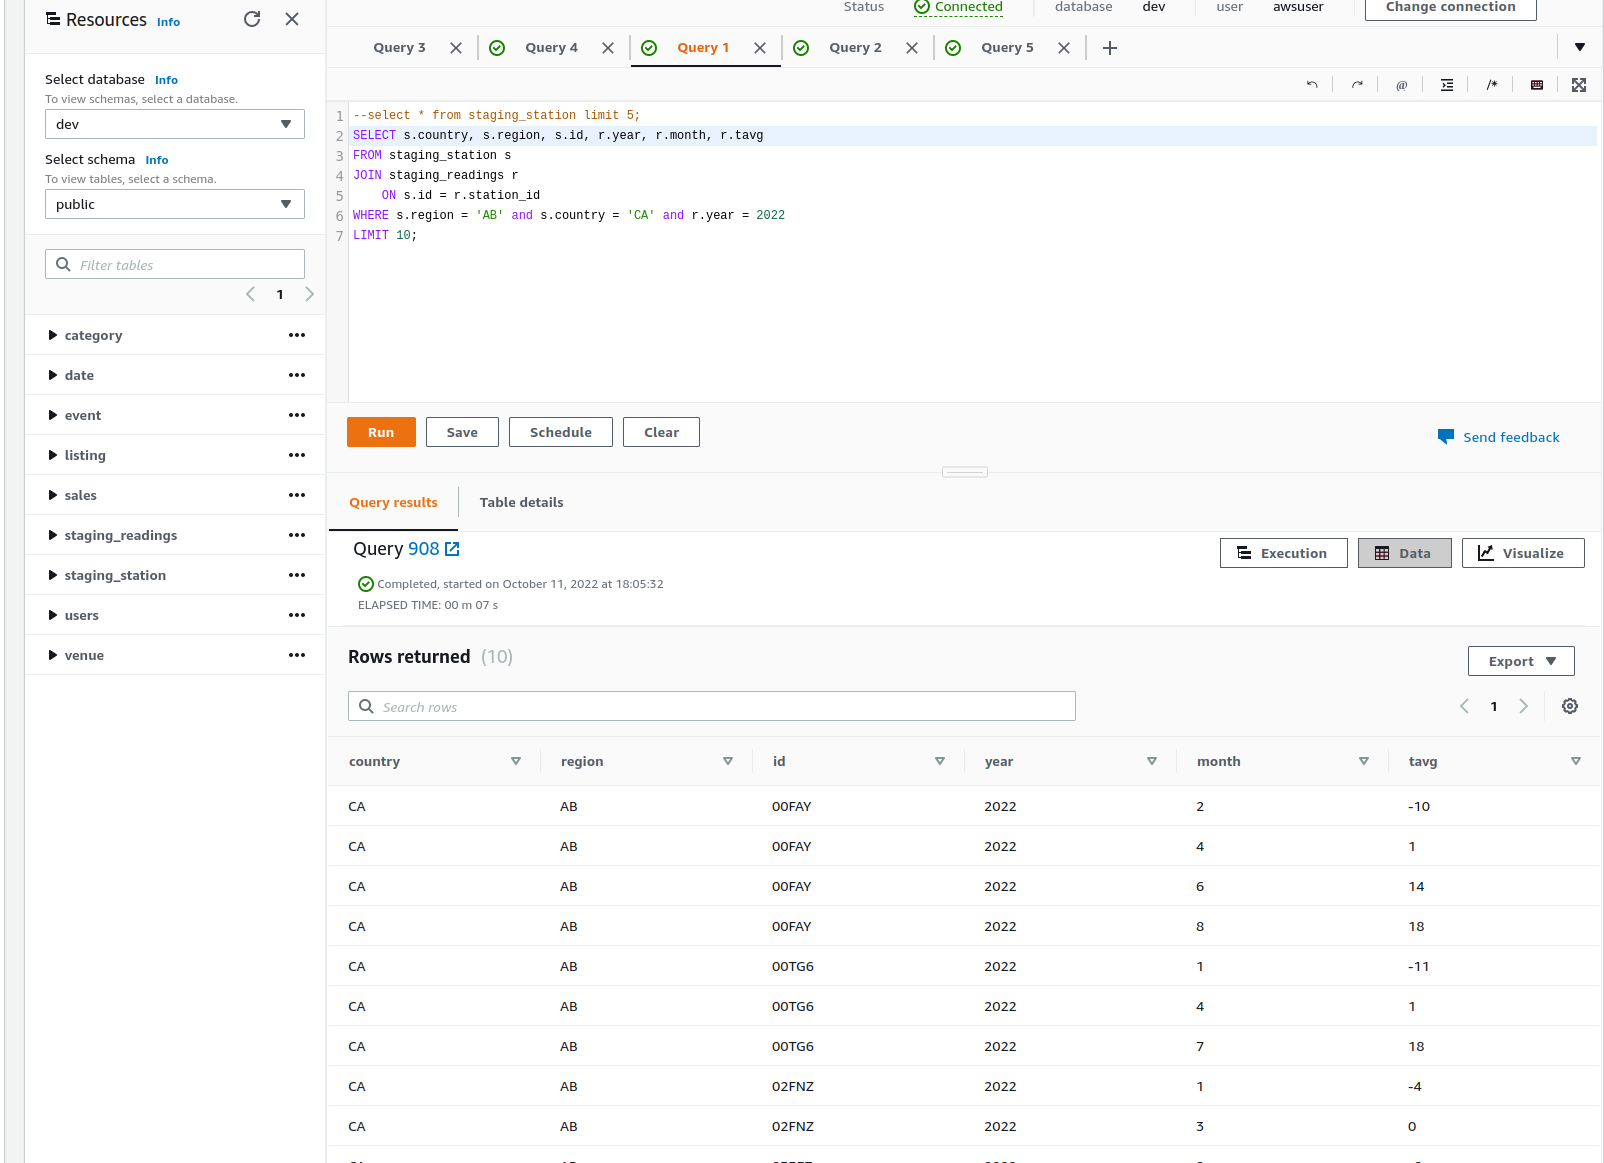 Resources Info
Select database Info
To view schemas, select a database.
dev
Select schema Info
To view tables, select a schema.
public
Filter tables
1
category
date
event
listing
sales
staging_readings
staging_station
users
venue
Status Connected database dev user awsuser Change connection
Query 3 Query 4 Query 1 Query 2 Query 5
@ /*
1 --select * from staging_station limit 5;
2 SELECT s.country, s.region, s.id, r.year, r.month, r.tavg
3 FROM staging_station s
4 JOIN staging_readings r
5 ON s.id = r.station_id
6 WHERE s.region = 'AB' and s.country = 'CA' and r.year = 2022
7 LIMIT 10;
Run Save Schedule Clear Send feedback
Query results Table details
Query 908 Execution Data Visualize
Completed, started on October 11, 2022 at 18:05:32
ELAPSED TIME: 00 m 07 s
Rows returned (10) Export
Search rows 1
country region id year month tavg
CA AB 00FAY 2022 2 -10
CA AB 00FAY 2022 4 1
CA AB 00FAY 2022 6 14
CA AB 00FAY 2022 8 18
CA AB 00TG6 2022 1 -11
CA AB 00TG6 2022 4 1
CA AB 00TG6 2022 7 18
CA AB 02FNZ 2022 1 -4
CA AB 02FNZ 2022 3 0